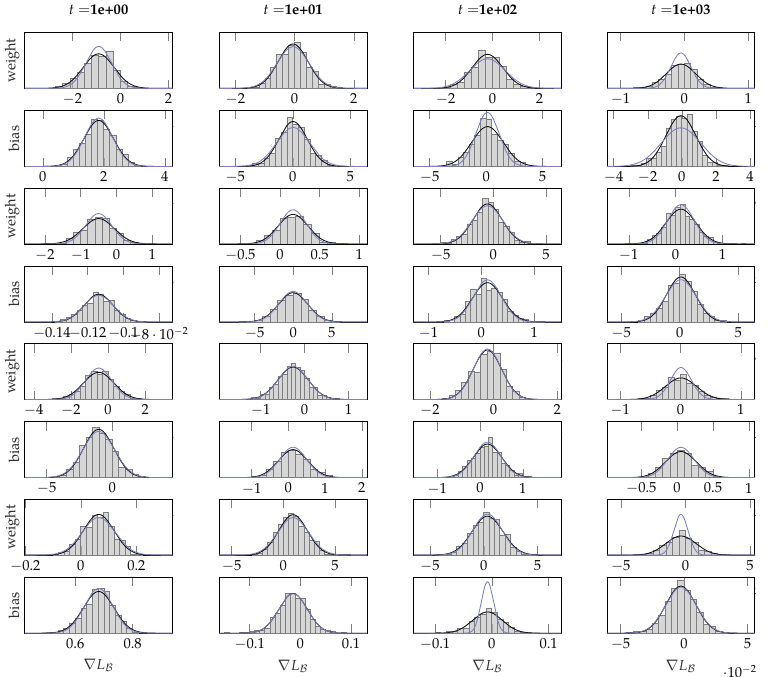 t =1e+00 t =1e+01 t =1e+02 t =1e+03
weight
−2 0 2 −2 0 2 −2 0 2 −1 0 1
bias
0 2 4 −5 0 5 −5 0 5 −4 −2 0 2 4
weight
−2 −1 0 1 −0.5 0 0.5 1 −5 0 5 −1 0 1
bias
−0.14 −0.12 −0.1 −8 · 10−2 −5 0 5 −1 0 1 −5 0 5
weight
−4 −2 0 2 −1 0 1 −2 0 2 −1 0 1
bias
−5 0 −1 0 1 2 −1 0 1 −0.5 0 0.5 1
weight
−0.2 0 0.2 −5 0 5 −5 0 5 −5 0 5
bias
0.6 0.8 −0.1 0 0.1 −0.1 0 0.1 −5 0 5
∇L_ℬ ∇L_ℬ ∇L_ℬ ∇L_ℬ ·10−2